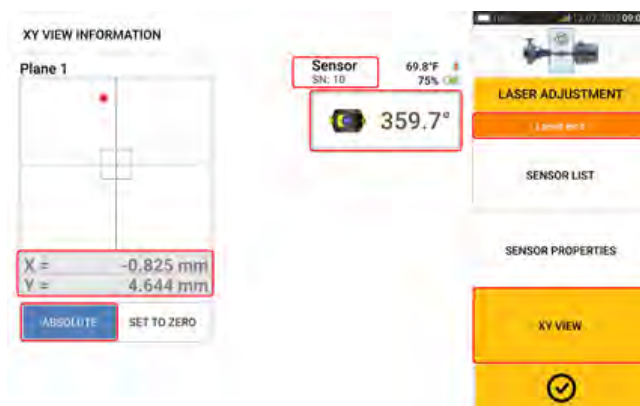 XY VIEW INFORMATION
Plane 1
X = -0.825 mm
Y = 4.644 mm
ABSOLUTE SET TO ZERO
Sensor 69.8°F
SN: 10 75%
359.7°
LASER ADJUSTMENT
SENSOR LIST
SENSOR PROPERTIES
XY VIEW